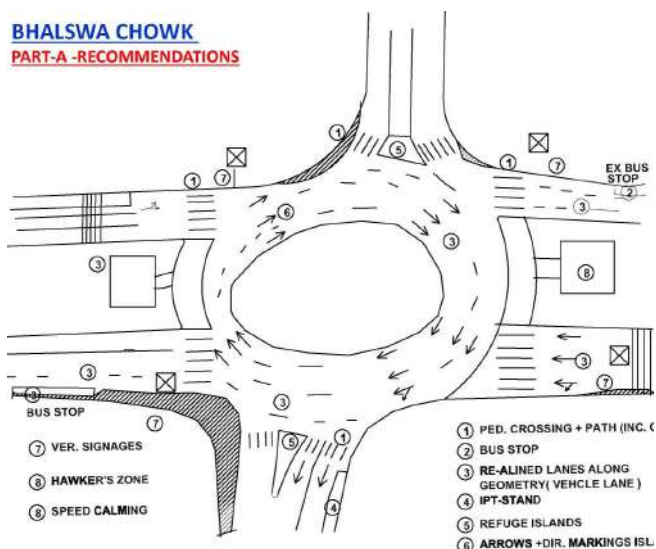 BHALSWA CHOWK
PART-A -RECOMMENDATIONS
1
5
1
7
1
7
EX BUS
STOP
2
6
3
3
3
8
3
3
7
3
BUS STOP
7
3
5
1
4
7 VER. SIGNAGES
8 HAWKER'S ZONE
8 SPEED CALMING
1 PED. CROSSING + PATH (INC.
2 BUS STOP
3 RE-ALINED LANES ALONG
GEOMETRY( VEHCLE LANE )
4 IPT-STAND
5 REFUGE ISLANDS
6 ARROWS +DIR. MARKINGS